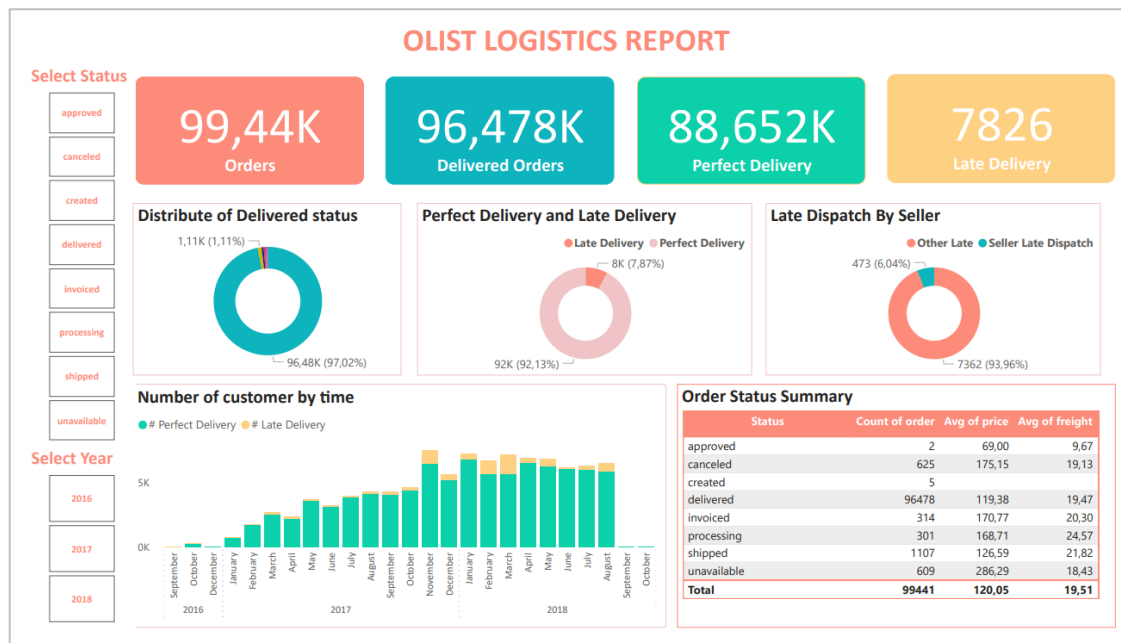 OLIST LOGISTICS REPORT
Select Status
approved
canceled
created
delivered
invoiced
processing
shipped
unavailable
Select Year
2016
2017
2018
99,44K
Orders
96,478K
Delivered Orders
88,652K
Perfect Delivery
7826
Late Delivery
Distribute of Delivered status
1,11K (1,11%)
96,48K (97,02%)
Perfect Delivery and Late Delivery
Late Delivery Perfect Delivery
8K (7,87%)
92K (92,13%)
Late Dispatch By Seller
Other Late Seller Late Dispatch
473 (6,04%)
7362 (93,96%)
Number of customer by time
# Perfect Delivery # Late Delivery
5K
0K
September October December January February March April May June July August September October November December January February March April May June July August September October
2016 2017 2018
Order Status Summary
Status Count of order Avg of price Avg of freight
approved 2 69,00 9,67
canceled 625 175,15 19,13
created 5
delivered 96478 119,38 19,47
invoiced 314 170,77 20,30
processing 301 168,71 24,57
shipped 1107 126,59 21,82
unavailable 609 286,29 18,43
Total 99441 120,05 19,51